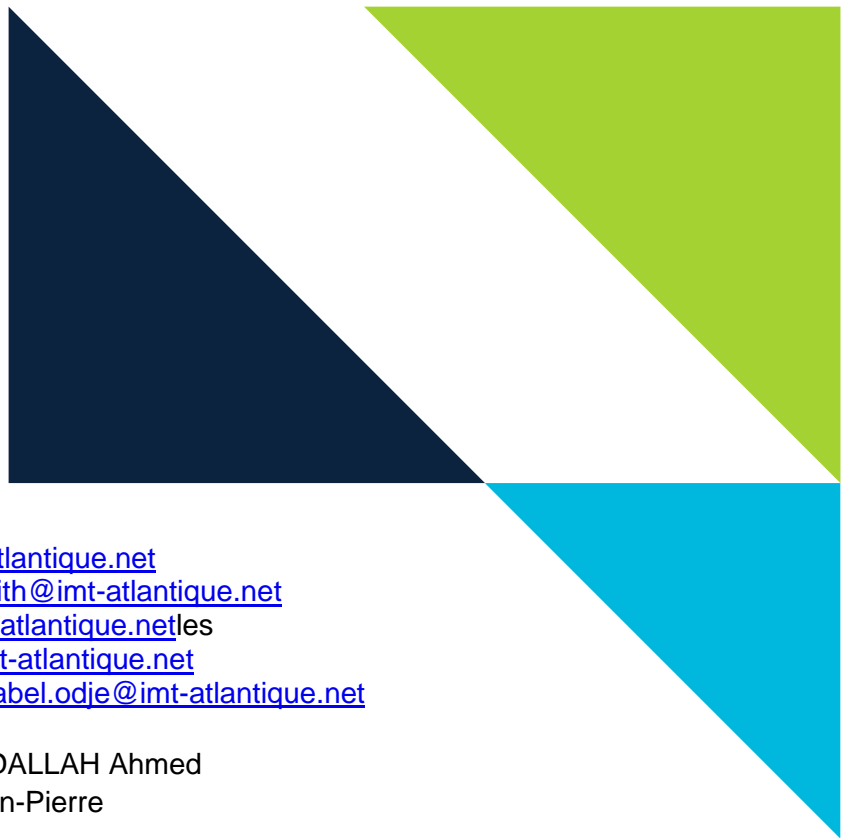 tlantique.net
ith@imt-atlantique.net
atlantique.netles
t-atlantique.net
abel.odje@imt-atlantique.net
DALLAH Ahmed
n-Pierre